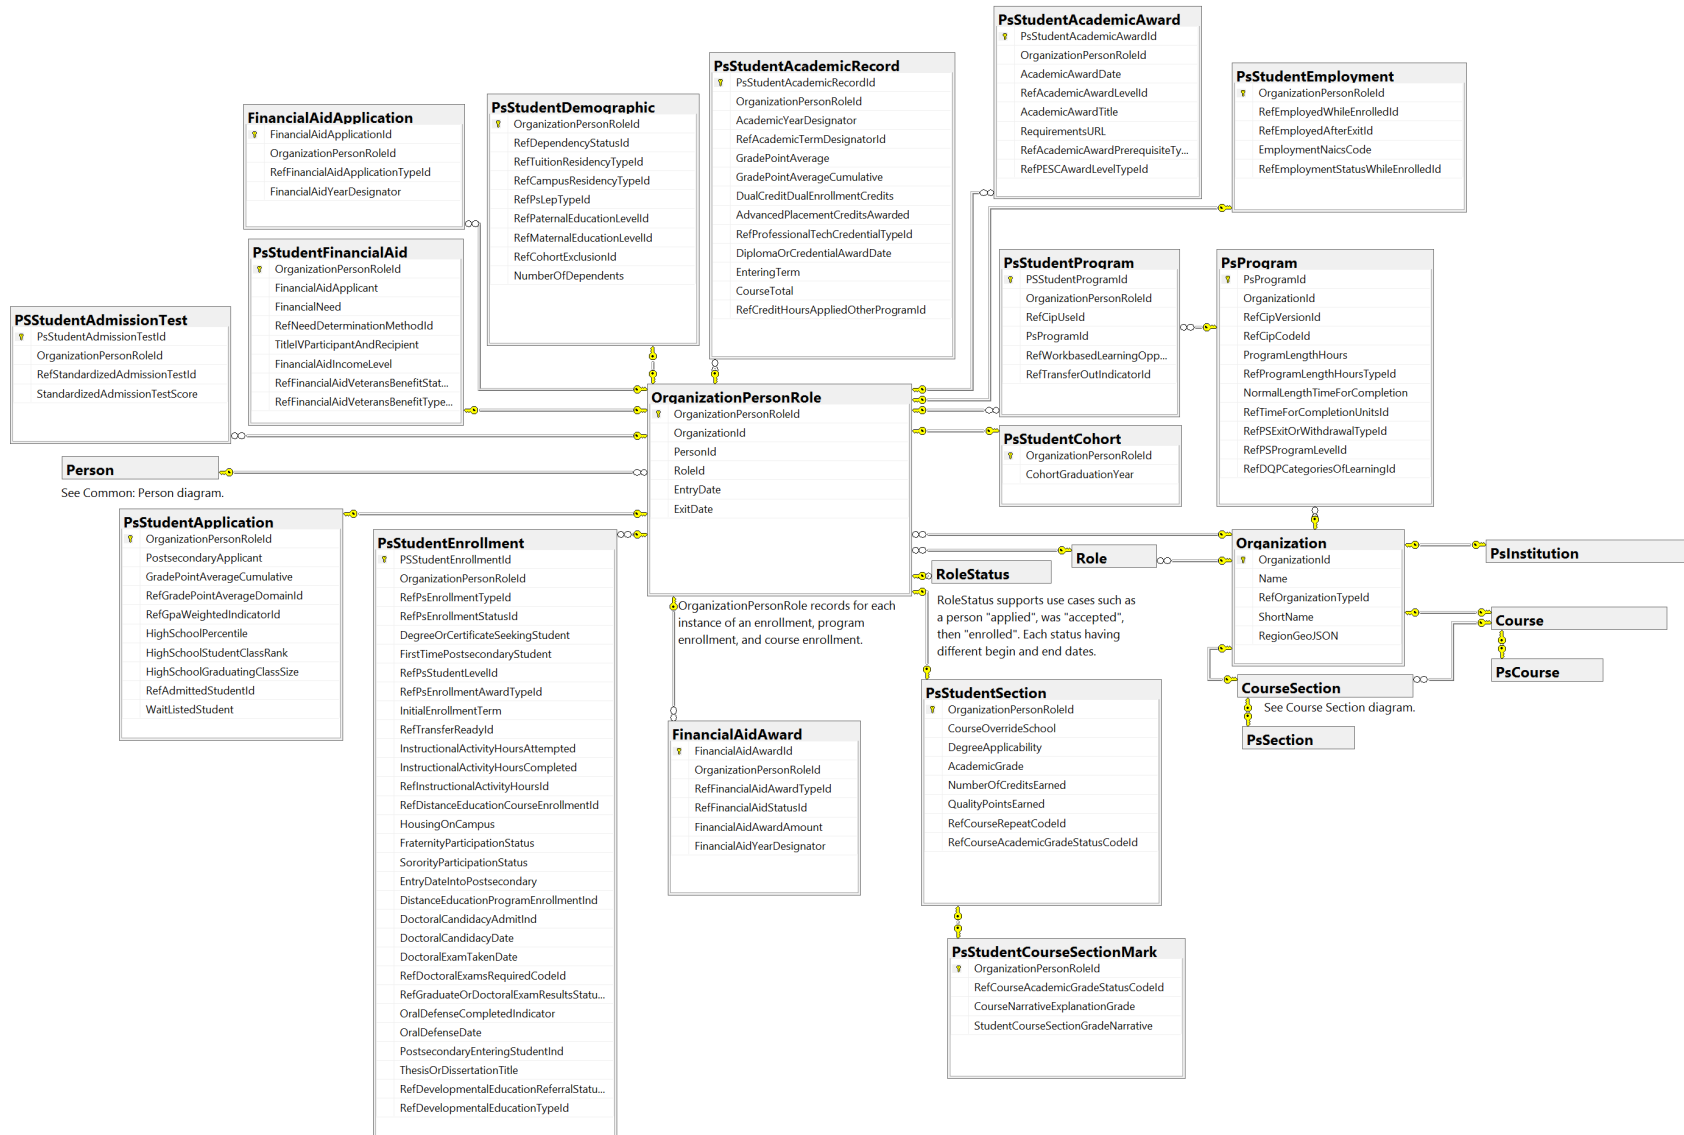 PsStudentAcademicAward
PsStudentAcademicAwardId
OrganizationPersonRoleId
AcademicAwardDate
RefAcademicAwardLevelId
AcademicAwardTitle
RequirementsURL
RefAcademicAwardPrerequisiteTy...
RefPESCAwardLevelTypeId
PsStudentAcademicRecord
PsStudentAcademicRecordId
OrganizationPersonRoleId
AcademicYearDesignator
RefAcademicTermDesignatorId
GradePointAverage
GradePointAverageCumulative
DualCreditDualEnrollmentCredits
AdvancedPlacementCreditsAwarded
RefProfessionalTechCredentialTypeId
DiplomaOrCredentialAwardDate
EnteringTerm
CourseTotal
RefCreditHoursAppliedOtherProgramId
PsStudentEmployment
OrganizationPersonRoleId
RefEmployedWhileEnrolledId
RefEmployedAfterExitId
EmploymentNaicsCode
RefEmploymentStatusWhileEnrolledId
PsStudentDemographic
OrganizationPersonRoleId
RefDependencyStatusId
RefTuitionResidencyTypeId
RefCampusResidencyTypeId
RefPsLepTypeId
RefPaternalEducationLevelId
RefMaternalEducationLevelId
RefCohortExclusionId
NumberOfDependents
FinancialAidApplication
FinancialAidApplicationId
OrganizationPersonRoleId
RefFinancialAidApplicationTypeId
FinancialAidYearDesignator
PsStudentFinancialAid
OrganizationPersonRoleId
FinancialAidApplicant
FinancialNeed
RefNeedDeterminationMethodId
TitleIVParticipantAndRecipient
FinancialAidIncomeLevel
RefFinancialAidVeteransBenefitStat...
RefFinancialAidVeteransBenefitType...
PsStudentProgram
PSStudentProgramId
OrganizationPersonRoleId
RefCipUseId
PsProgramId
RefWorkbasedLearningOpp...
RefTransferOutIndicatorId
PsProgram
PsProgramId
OrganizationId
RefCipVersionId
RefCipCodeId
ProgramLengthHours
RefProgramLengthHoursTypeId
NormalLengthTimeForCompletion
RefTimeForCompletionUnitsId
RefPSExitOrWithdrawalTypeId
RefPSProgramLevelId
RefDQPCategoriesOfLearningId
PSStudentAdmissionTest
PsStudentAdmissionTestId
OrganizationPersonRoleId
RefStandardizedAdmissionTestId
StandardizedAdmissionTestScore
OrganizationPersonRole
OrganizationPersonRoleId
OrganizationId
PersonId
RoleId
EntryDate
ExitDate
PsStudentCohort
OrganizationPersonRoleId
CohortGraduationYear
Person
See Common: Person diagram.
PsStudentApplication
OrganizationPersonRoleId
PostsecondaryApplicant
GradePointAverageCumulative
RefGradePointAverageDomainId
RefGpaWeightedIndicatorId
HighSchoolPercentile
HighSchoolStudentClassRank
HighSchoolGraduatingClassSize
RefAdmittedStudentId
WaitListedStudent
PsStudentEnrollment
PSStudentEnrollmentId
OrganizationPersonRoleId
RefPsEnrollmentTypeId
RefPsEnrollmentStatusId
DegreeOrCertificateSeekingStudent
FirstTimePostsecondaryStudent
RefPsStudentLevelId
RefPsEnrollmentAwardTypeId
InitialEnrollmentTerm
RefTransferReadyId
InstructionalActivityHoursAttempted
InstructionalActivityHoursCompleted
RefInstructionalActivityHoursId
RefDistanceEducationCourseEnrollmentId
HousingOnCampus
FraternityParticipationStatus
SororityParticipationStatus
EntryDateIntoPostsecondary
DistanceEducationProgramEnrollmentInd
DoctoralCandidacyAdmitInd
DoctoralCandidacyDate
DoctoralExamTakenDate
RefDoctoralExamsRequiredCodeId
RefGraduateOrDoctoralExamResultsStatu...
OralDefenseCompletedIndicator
OralDefenseDate
PostsecondaryEnteringStudentInd
ThesisOrDissertationTitle
RefDevelopmentalEducationReferralStatu...
RefDevelopmentalEducationTypeId
Organization
OrganizationId
Name
RefOrganizationTypeId
ShortName
RegionGeoJSON
Role
PsInstitution
RoleStatus
RoleStatus supports use cases such as
a person "applied", was "accepted",
then "enrolled". Each status having
different begin and end dates.
OrganizationPersonRole records for each
instance of an enrollment, program
enrollment, and course enrollment.
Course
PsCourse
CourseSection
See Course Section diagram.
PsSection
PsStudentSection
OrganizationPersonRoleId
CourseOverrideSchool
DegreeApplicability
AcademicGrade
NumberOfCreditsEarned
QualityPointsEarned
RefCourseRepeatCodeId
RefCourseAcademicGradeStatusCodeId
FinancialAidAward
FinancialAidAwardId
OrganizationPersonRoleId
RefFinancialAidAwardTypeId
RefFinancialAidStatusId
FinancialAidAwardAmount
FinancialAidYearDesignator
PsStudentCourseSectionMark
OrganizationPersonRoleId
RefCourseAcademicGradeStatusCodeId
CourseNarrativeExplanationGrade
StudentCourseSectionGradeNarrative